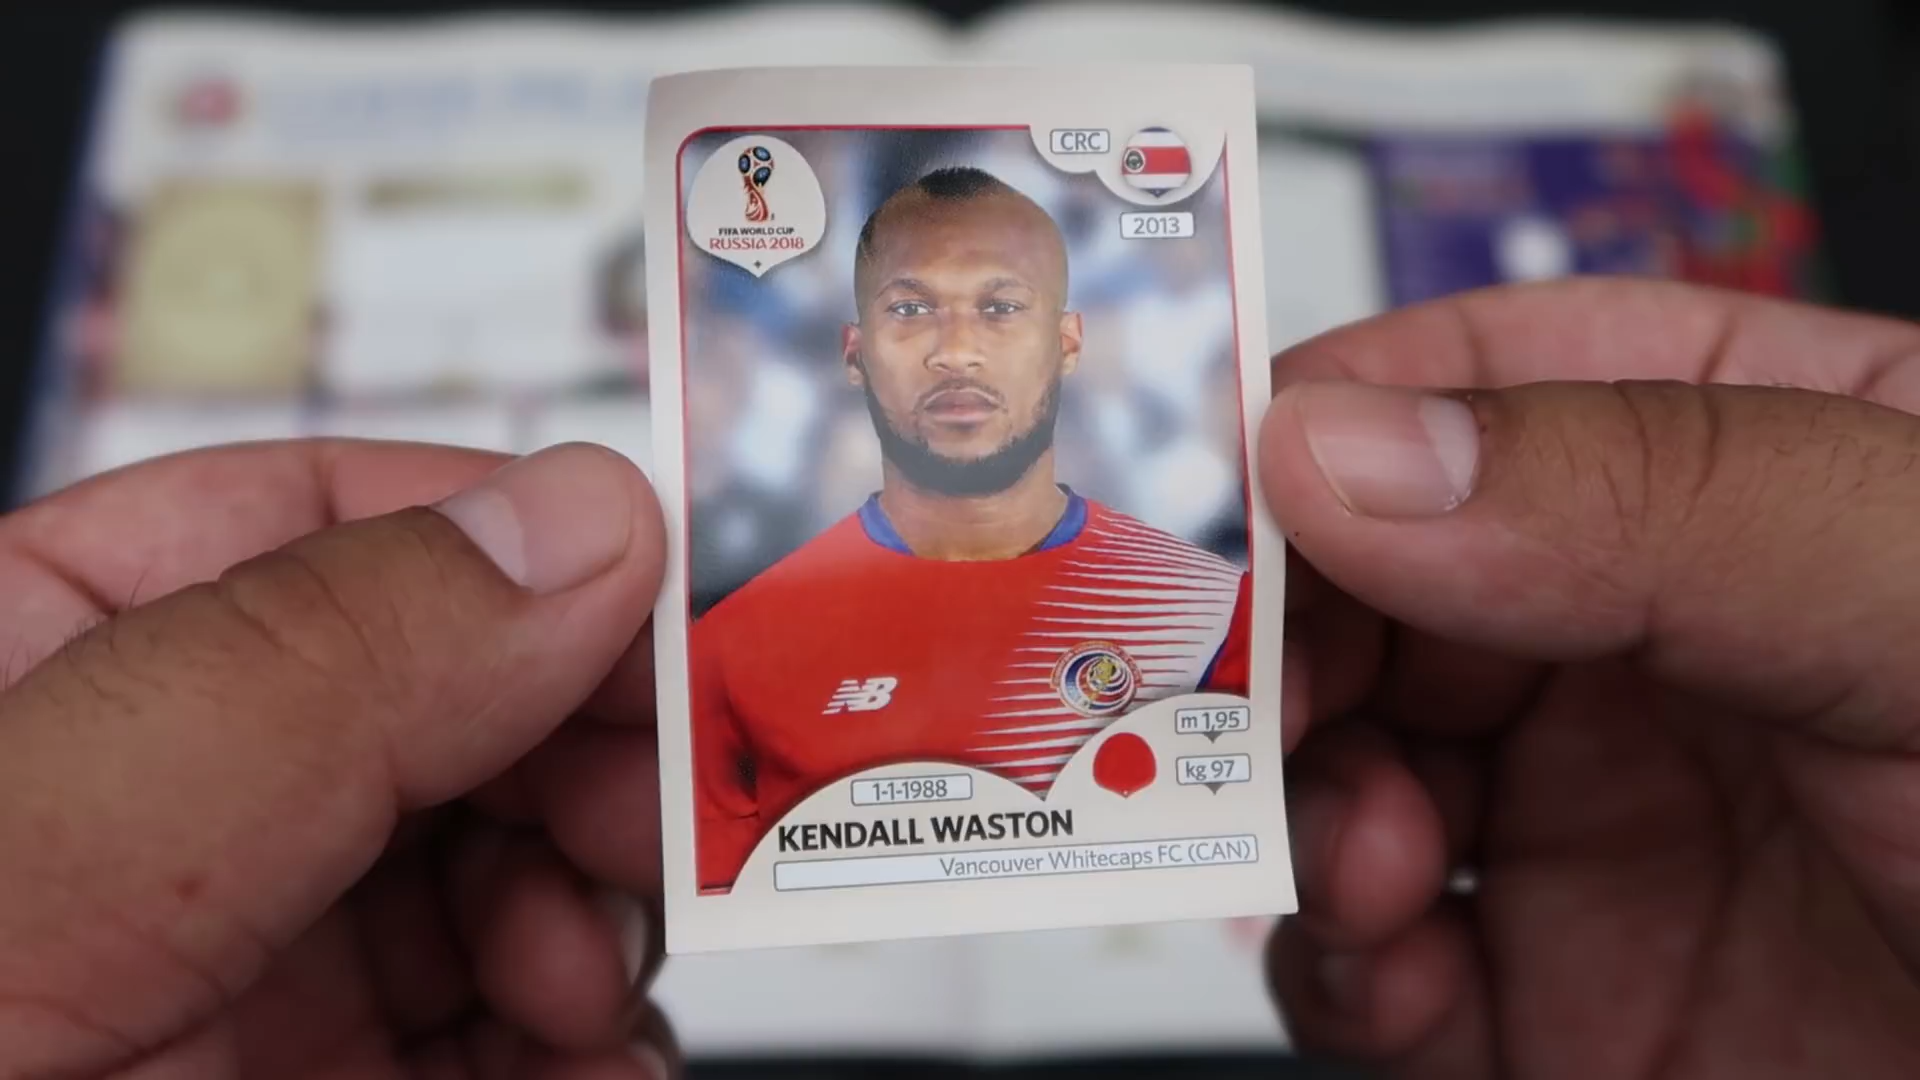 CRC
2013
FIFA WORLD CUP
RUSSIA 2018
NB
m 1,95
kg 97
1-1-1988
KENDALL WASTON
Vancouver Whitecaps FC (CAN)